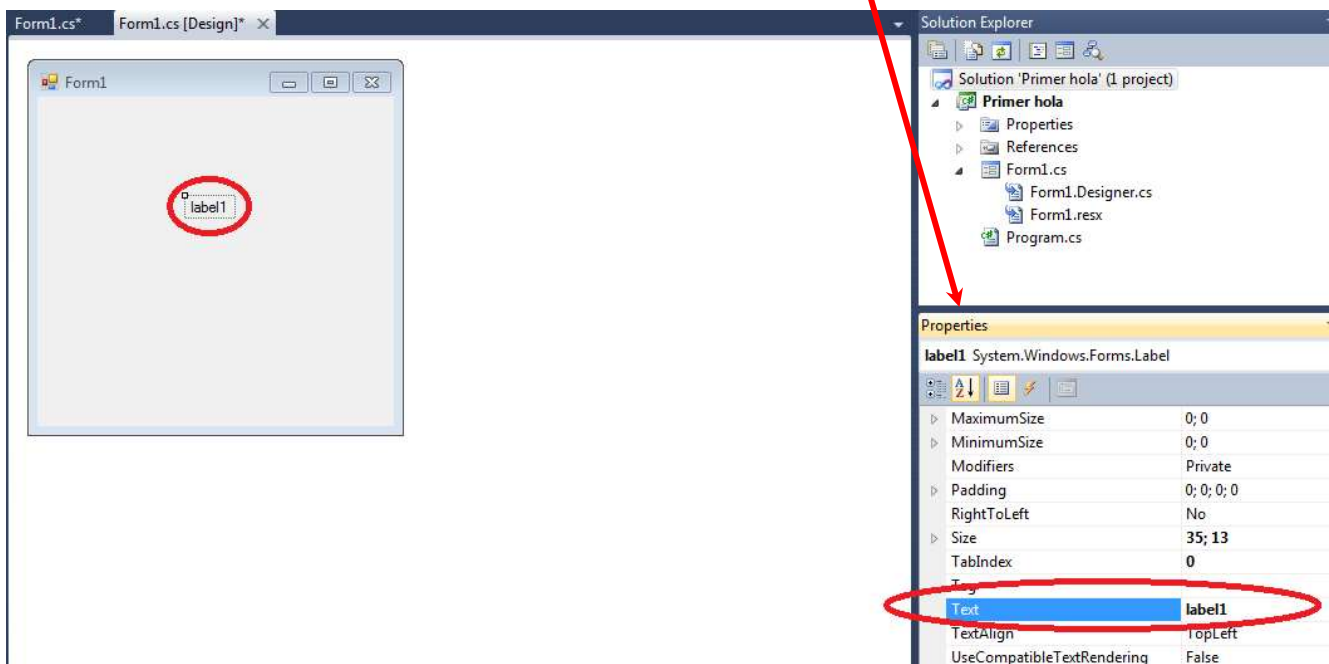 Form1.cs*
Form1.cs [Design]*
Form1
label1
Solution Explorer
Solution 'Primer hola' (1 project)
Primer hola
Properties
References
Form1.cs
Form1.Designer.cs
Form1.resx
Program.cs
Properties
label1 System.Windows.Forms.Label
MaximumSize 0; 0
MinimumSize 0; 0
Modifiers Private
Padding 0; 0; 0; 0
RightToLeft No
Size 35; 13
TabIndex 0
Tag
Text label1
TextAlign TopLeft
UseCompatibleTextRendering False